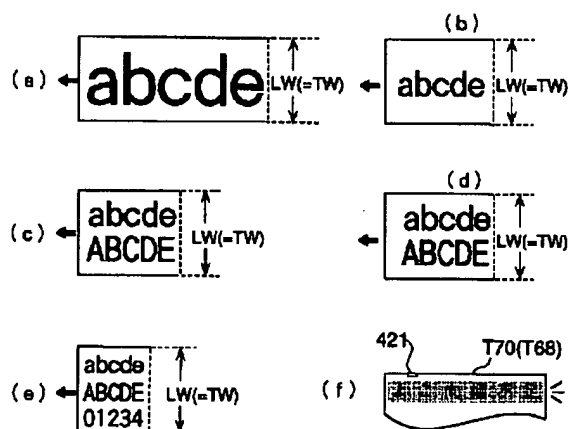 (a)
abcde
LW(=TW)
(b)
abcde
LW(=TW)
(c)
abcde
ABCDE
LW(=TW)
(d)
abcde
ABCDE
LW(=TW)
(e)
abcde
ABCDE
01234
LW(=TW)
(f)
421
T70(T68)